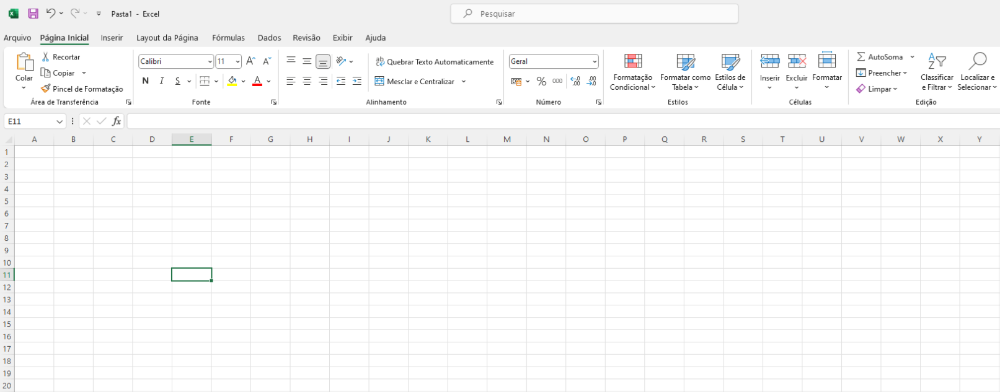 Pasta1 - Excel
Pesquisar
Arquivo Página Inicial Inserir Layout da Página Fórmulas Dados Revisão Exibir Ajuda
Colar
Recortar
Copiar
Pincel de Formatação
Área de Transferência
Calibri 11
N I S A
Fonte
Quebrar Texto Automaticamente
Mesclar e Centralizar
Alinhamento
Geral
% 000
Número
Formatação Condicional
Formatar como Tabela
Estilos de Célula
Estilos
Inserir
Excluir
Formatar
Células
AutoSoma
Preencher
Limpar
Classificar e Filtrar
Localizar e Selecionar
Edição
E11
fx
A B C D E F G H I J K L M N O P Q R S T U V W X Y
1
2
3
4
5
6
7
8
9
10
11
12
13
14
15
16
17
18
19
20